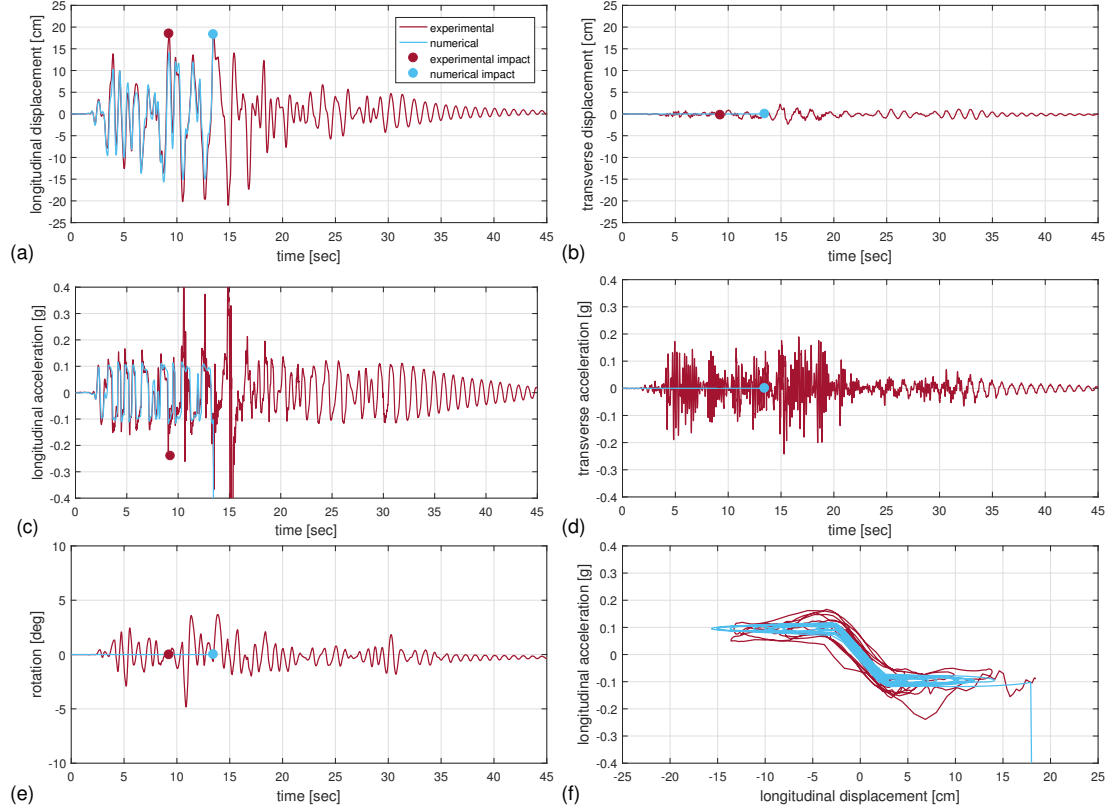 25
20
15
10
5
0
-5
-10
-15
-20
25
longitudinal displacement [cm]
experimental
numerical
experimental impact
numerical impact
0 5 10 15 20 25 30 35 40 45
time [sec]
(a)
25
20
15
10
5
0
-5
-10
-15
-20
25
transverse displacement [cm]
0 5 10 15 20 25 30 35 40 45
time [sec]
(b)
0.4
0.3
0.2
0.1
0
-0.1
-0.2
-0.3
-0.4
longitudinal acceleration [g]
0 5 10 15 20 25 30 35 40 45
time [sec]
(c)
0.4
0.3
0.2
0.1
0
-0.1
-0.2
-0.3
-0.4
transverse acceleration [g]
0 5 10 15 20 25 30 35 40 45
time [sec]
(d)
10
5
0
-5
-10
rotation [deg]
0 5 10 15 20 25 30 35 40 45
time [sec]
(e)
0.4
0.3
0.2
0.1
0
-0.1
-0.2
-0.3
-0.4
longitudinal acceleration [g]
-25 -20 -15 -10 -5 0 5 10 15 20 25
longitudinal displacement [cm]
(f)